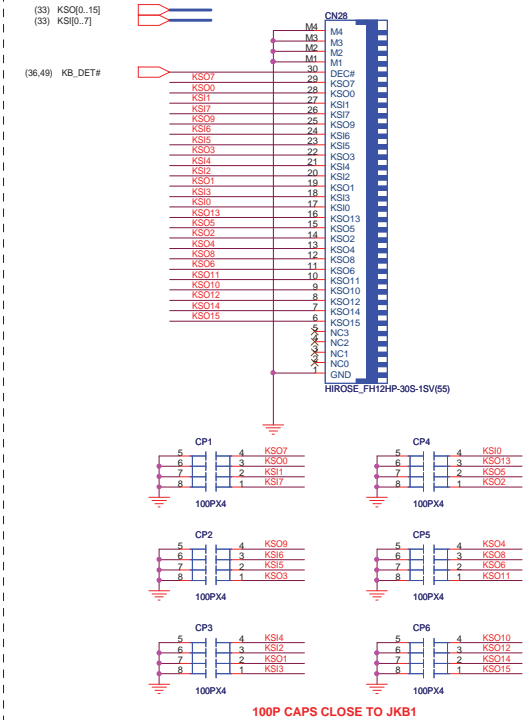 (33) KSO[0..15]
(33) KSI[0..7]
CN28
M4 M4
M3 M3
M2 M2
M1 M1
(36,49) KB_DET# 30 DEC#
KSO7 29 KSO7
KSO0 28 KSO0
KSI1 27 KSI1
KSI7 26 KSI7
KSO9 25 KSO9
KSI6 24 KSI6
KSI5 23 KSI5
KSO3 22 KSO3
KSI4 21 KSI4
KSI2 20 KSI2
KSO1 19 KSO1
KSI3 18 KSI3
KSI0 17 KSI0
KSO13 16 KSO13
KSO5 15 KSO5
KSO2 14 KSO2
KSO4 13 KSO4
KSO8 12 KSO8
KSO6 11 KSO6
KSO11 10 KSO11
KSO10 9 KSO10
KSO12 8 KSO12
KSO14 7 KSO14
KSO15 6 KSO15
5 NC3
NC2
NC1
NC0
1 GND
HIROSE_FH12HP-30S-1SV(55)
CP1
5 4 KSO7
6 3 KSO0
7 2 KSI1
8 1 KSI7
100PX4
CP4
5 4 KSI0
6 3 KSO13
7 2 KSO5
8 1 KSO2
100PX4
CP2
5 4 KSO9
6 3 KSI6
7 2 KSI5
8 1 KSO3
100PX4
CP5
5 4 KSO4
6 3 KSO8
7 2 KSO6
8 1 KSO11
100PX4
CP3
5 4 KSI4
6 3 KSI2
7 2 KSO1
8 1 KSI3
100PX4
CP6
5 4 KSO10
6 3 KSO12
7 2 KSO14
8 1 KSO15
100PX4
100P CAPS CLOSE TO JKB1